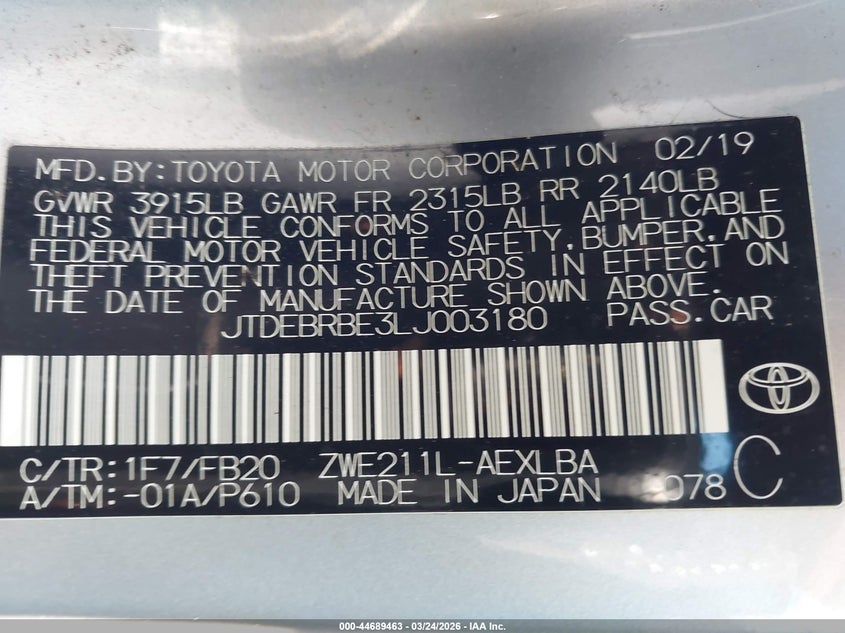 MFD.BY:TOYOTA MOTOR CORPORATION 02/19
GVWR 3915LB GAWR FR 2315LB RR 2140LB
THIS VEHICLE CONFORMS TO ALL APPLICABLE
FEDERAL MOTOR VEHICLE SAFETY,BUMPER,AND
THEFT PREVENTION STANDARDS IN EFFECT ON
THE DATE OF MANUFACTURE SHOWN ABOVE.
JTDEBRBE3LJ003180 PASS.CAR
C/TR:1F7/FB20 ZWE211L-AEXLBA
A/TM:-01A/P610 MADE IN JAPAN 078 C
000-44689463 - 03/24/2026 - IAA Inc.